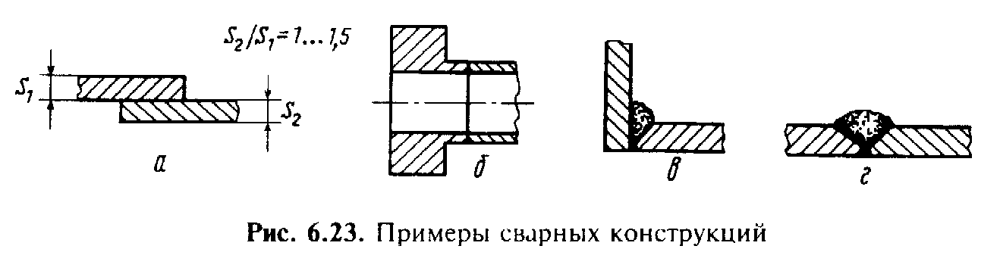 S₂/S₁=1...1,5
S₁
S₂
а
б
в
г
Рис. 6.23. Примеры сварных конструкций